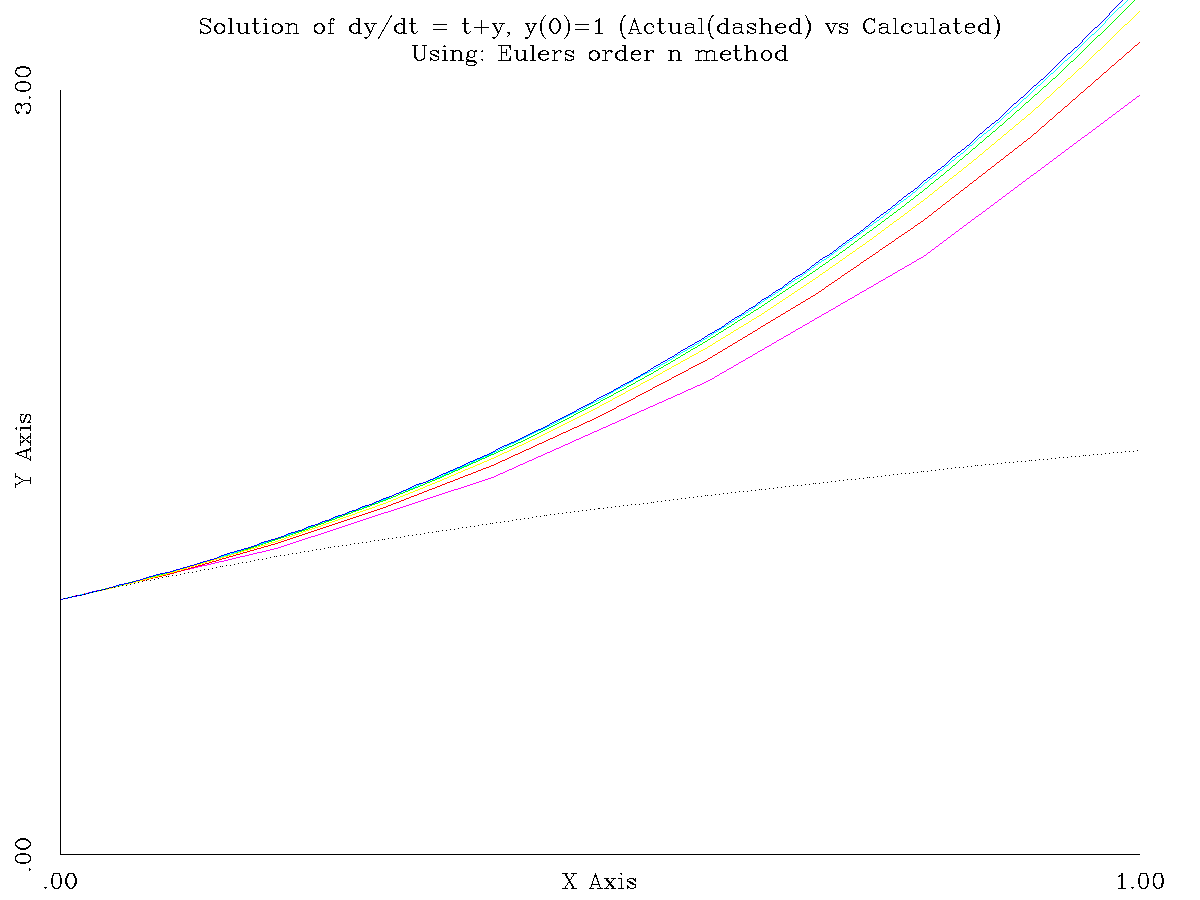 Solution of dy/dt = t+y, y(0)=1 (Actual(dashed) vs Calculated)
Using: Eulers order n method
3.00
Y Axis
.00
.00
X Axis
1.00